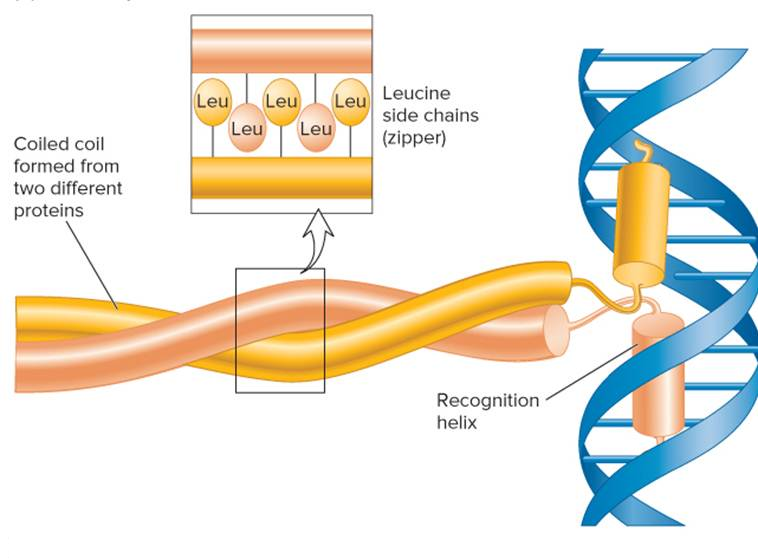 Leu
Leu
Leu
Leu
Leu
Leucine
side chains
(zipper)
Coiled coil
formed from
two different
proteins
Recognition
helix